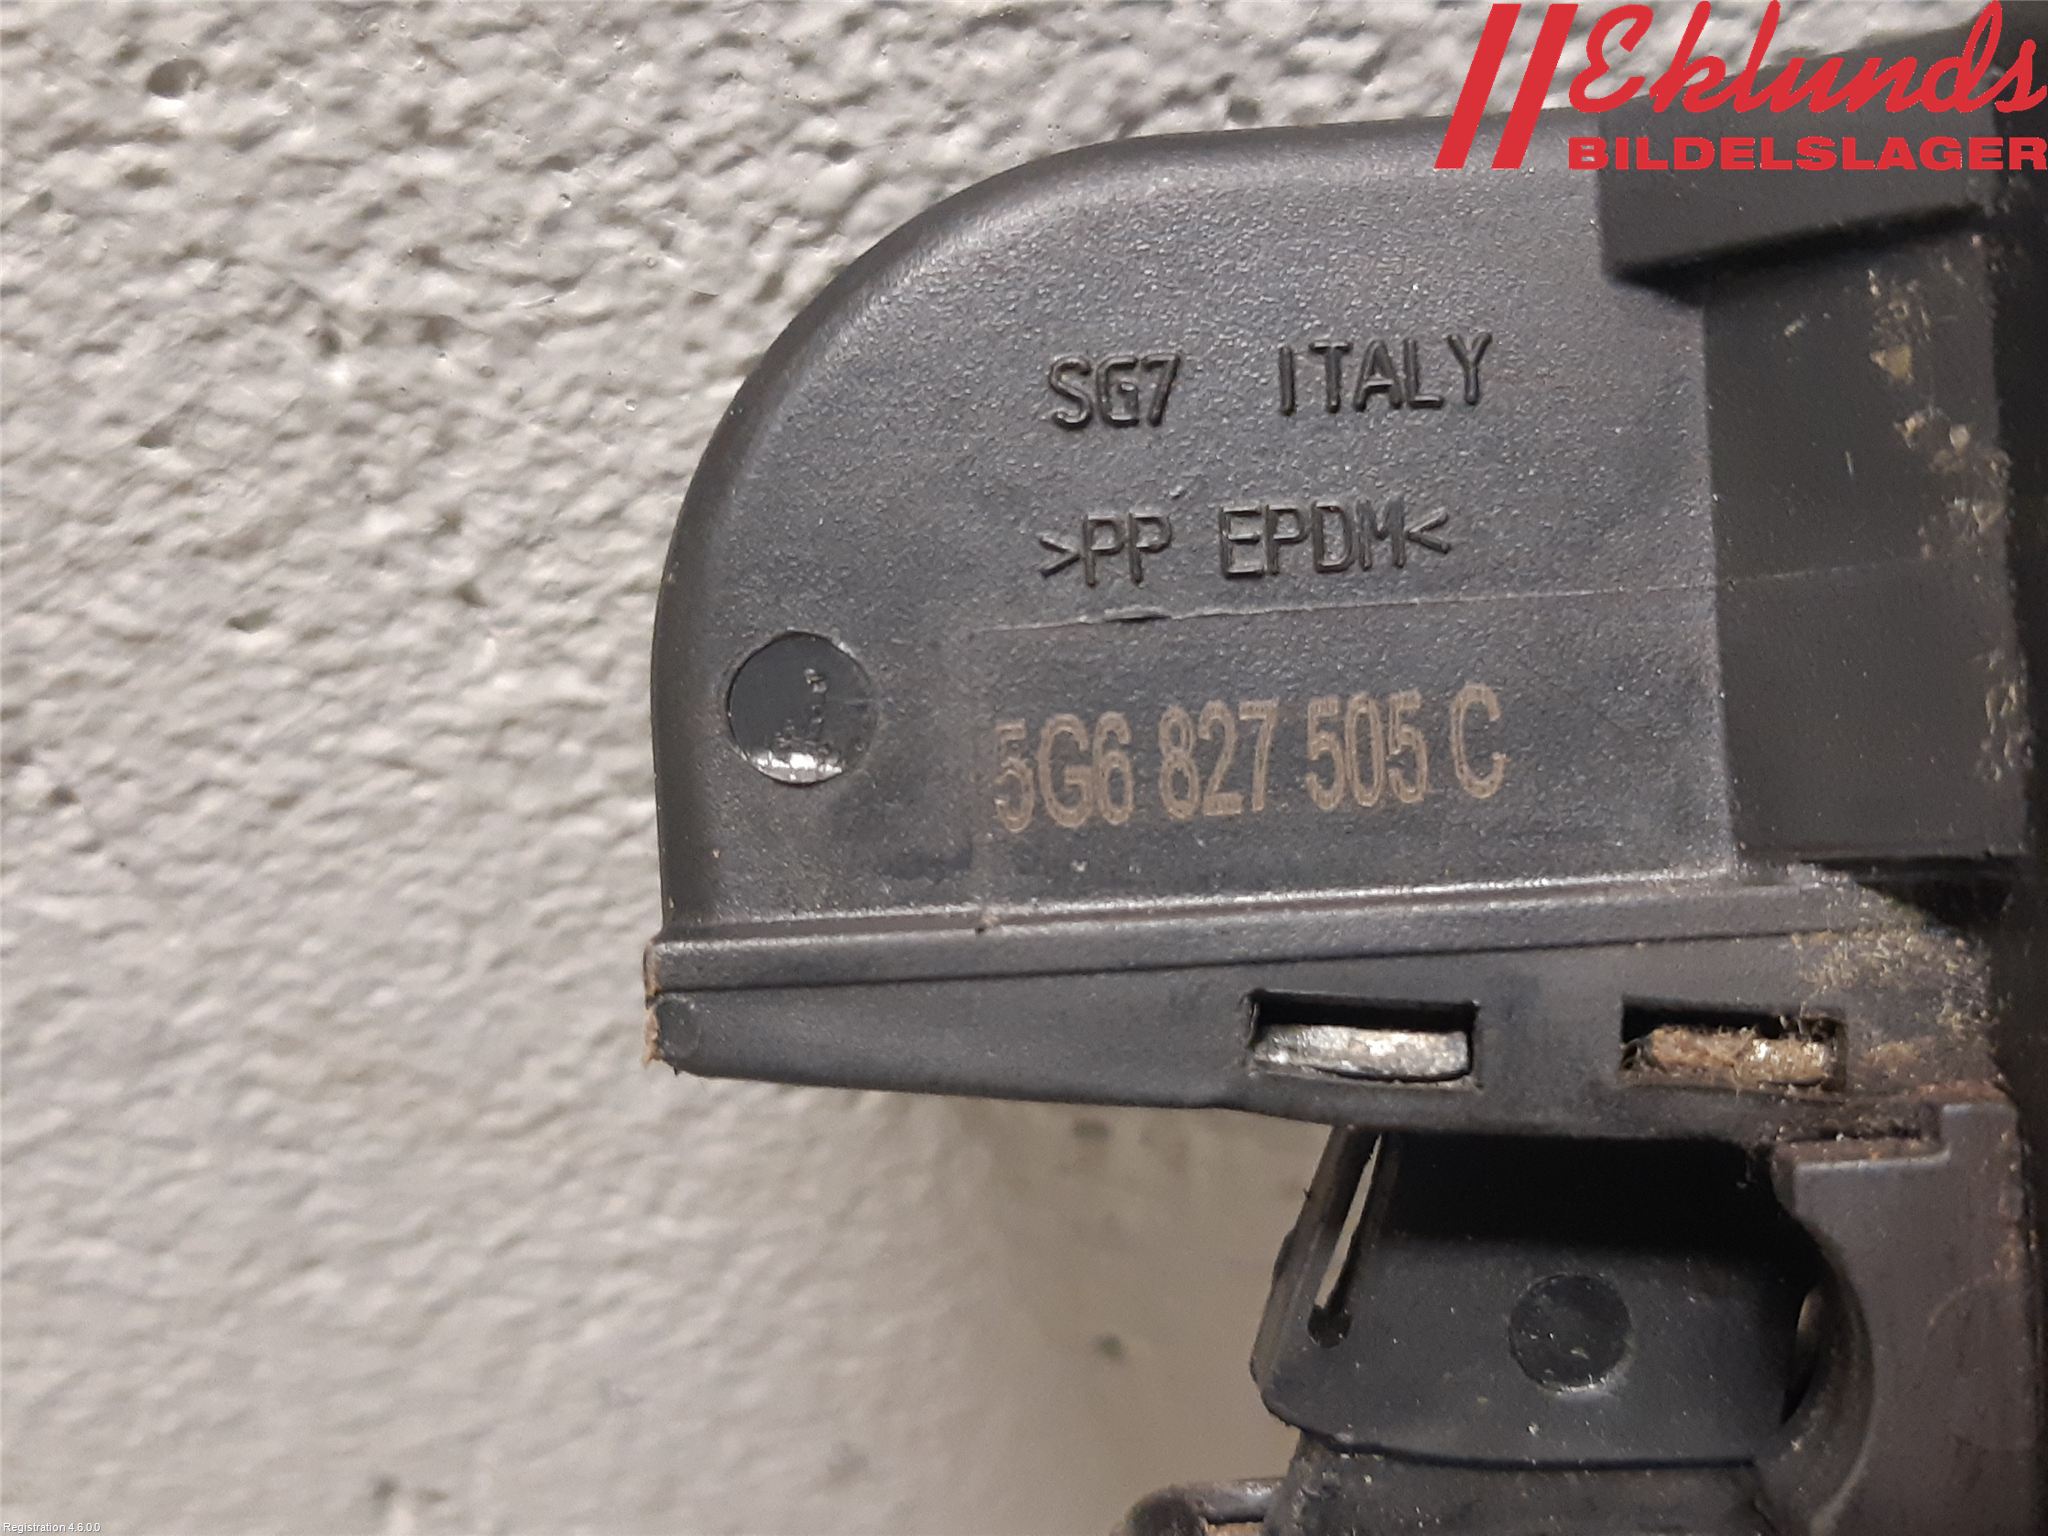 Eklunds
BILDELSLAGER
SG7 ITALY
>PP EPDM<
5G6 827 505 C
Registration 4.6.0.0